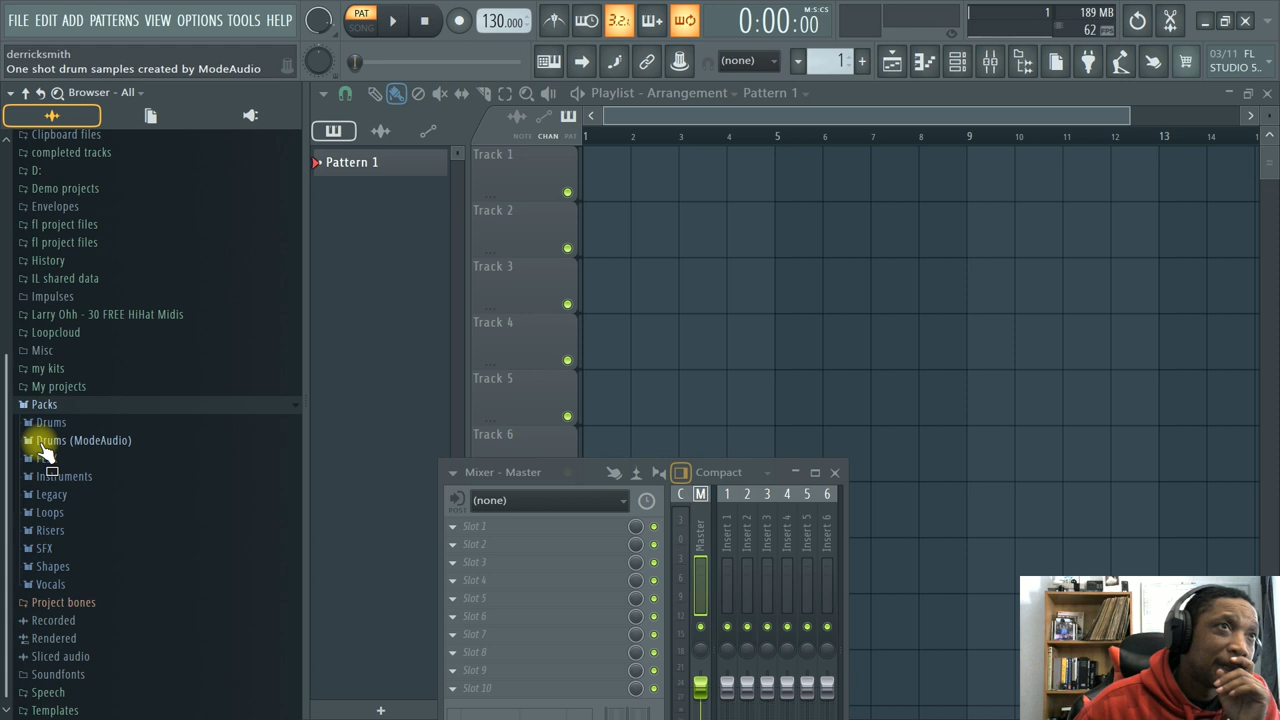 FILE EDIT ADD PATTERNS VIEW OPTIONS TOOLS HELP
PAT
SONG
130.000
3.2.
0:00:00
M:S:CS
1
189 MB
62
derricksmith
One shot drum samples created by ModeAudio
(none)
1
03/11 FL
STUDIO 5..
Browser - All
Playlist - Arrangement
Pattern 1
NOTE CHAN PAT
1 2 3 4 5 6 7 8 9 10 11 12 13 14
Clipboard files
completed tracks
D:
Demo projects
Envelopes
fl project files
fl project files
History
IL shared data
Impulses
Larry Ohh - 30 FREE HiHat Midis
Loopcloud
Misc
my kits
My projects
Packs
Drums
Drums (ModeAudio)
Instruments
Legacy
Loops
Risers
SFX
Shapes
Vocals
Project bones
Recorded
Rendered
Sliced audio
Soundfonts
Speech
Templates
Pattern 1
Track 1
Track 2
Track 3
Track 4
Track 5
Track 6
Mixer - Master
Compact
POST
(none)
C M 1 2 3 4 5 6
Slot 1
Slot 2
Slot 3
Slot 4
Slot 5
Slot 6
Slot 7
Slot 8
Slot 9
Slot 10
Master
Insert 1
Insert 2
Insert 3
Insert 4
Insert 5
Insert 6